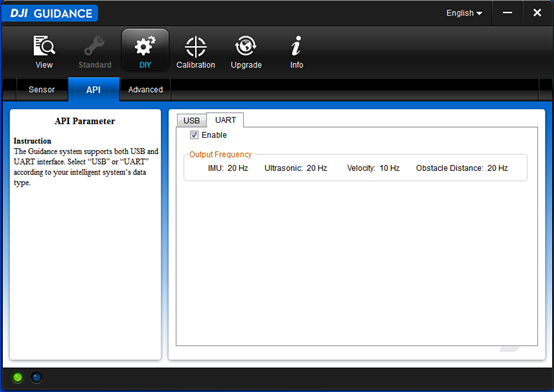 DJI GUIDANCE
English
View
Standard
DIY
Calibration
Upgrade
Info
Sensor
API
Advanced
API Parameter
Instruction
The Guidance system supports both USB and
UART interface. Select “USB” or “UART”
according to your intelligent system’s data
type.
USB
UART
Enable
Output Frequency
IMU: 20 Hz Ultrasonic: 20 Hz Velocity: 10 Hz Obstacle Distance: 20 Hz